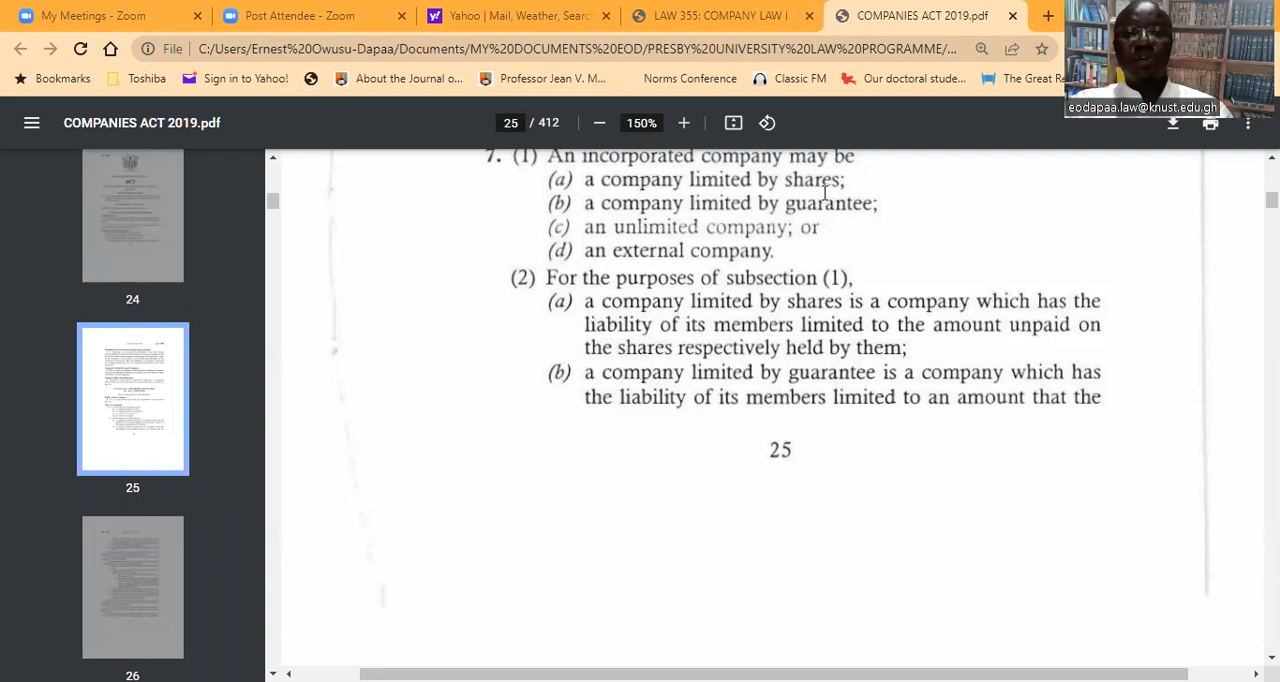 My Meetings - Zoom
Post Attendee - Zoom
Yahoo | Mail, Weather, Search
LAW 355: COMPANY LAW I
COMPANIES ACT 2019.pdf
File
C:/Users/Ernest%20Owusu-Dapaa/Documents/MY%20DOCUMENTS%20EOD/PRESBY%20UNIVERSITY%20LAW%20PROGRAMME/...
Bookmarks
Toshiba
Sign in to Yahoo!
About the Journal o...
Professor Jean V. M...
Norms Conference
Classic FM
Our doctoral stude...
The Great Re
eodapaa.law@knust.edu.gh
COMPANIES ACT 2019.pdf
25 / 412
150%
24
25
26
7. (1) An incorporated company may be
(a) a company limited by shares;
(b) a company limited by guarantee;
(c) an unlimited company; or
(d) an external company.
(2) For the purposes of subsection (1),
(a) a company limited by shares is a company which has the
liability of its members limited to the amount unpaid on
the shares respectively held by them;
(b) a company limited by guarantee is a company which has
the liability of its members limited to an amount that the
25